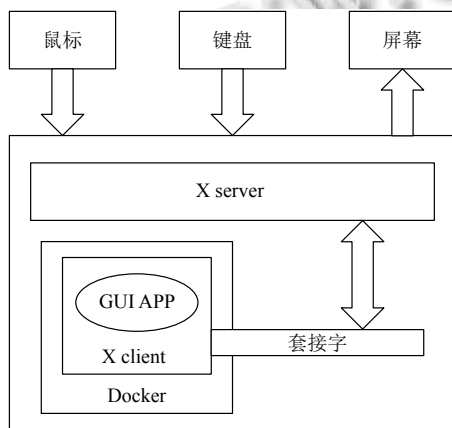 鼠标
键盘
屏幕
X server
GUI APP
X client
套接字
Docker